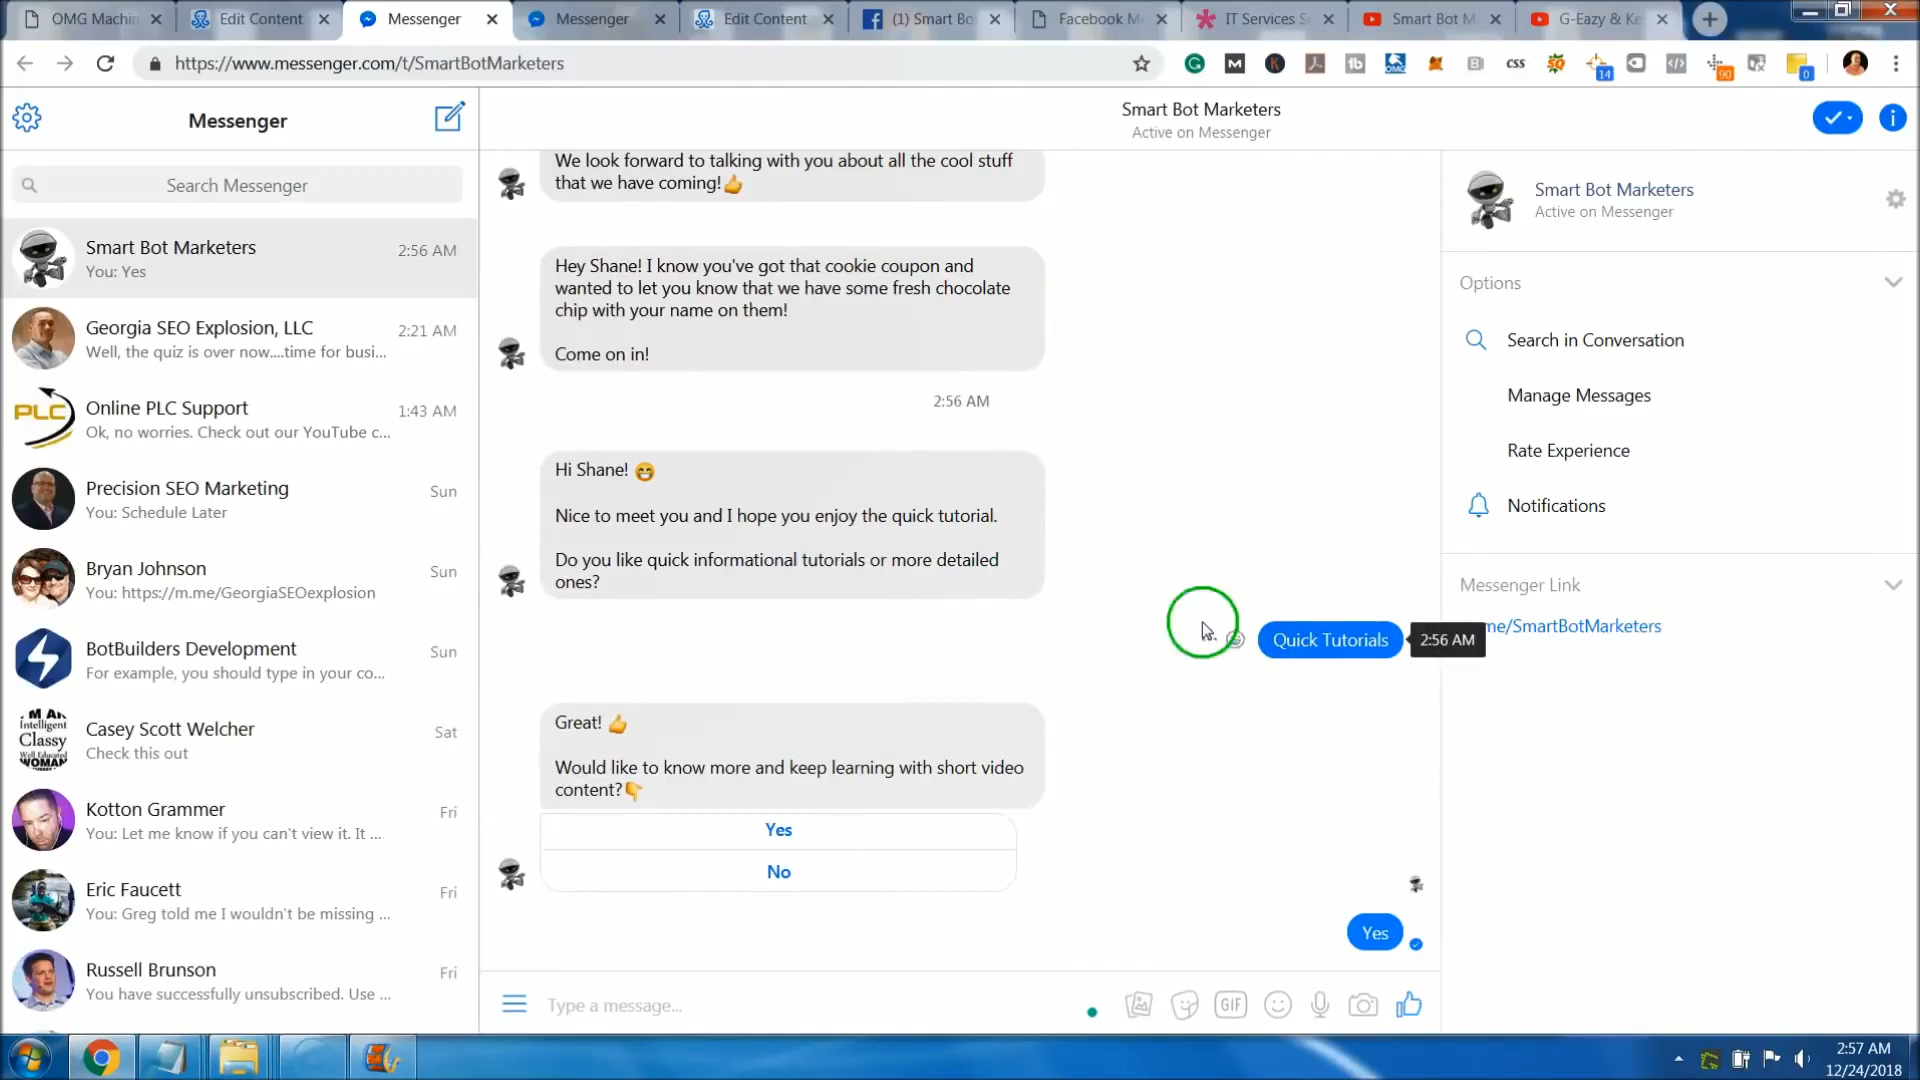 OMG Machin
Edit Content
Messenger
Messenger
Edit Content
(1) Smart Bo
Facebook M
IT Services S
Smart Bot M
G-Eazy & Ke
https://www.messenger.com/t/SmartBotMarketers
css
14
90
0
Messenger
Search Messenger
Smart Bot Marketers
2:56 AM
You: Yes
Georgia SEO Explosion, LLC
2:21 AM
Well, the quiz is over now....time for busi...
PLC
Online PLC Support
1:43 AM
Ok, no worries. Check out our YouTube c...
Precision SEO Marketing
Sun
You: Schedule Later
Bryan Johnson
Sun
You: https://m.me/GeorgiaSEOexplosion
BotBuilders Development
Sun
For example, you should type in your co...
Intelligent
Classy
Well Educated
WOMAN
Casey Scott Welcher
Sat
Check this out
Kotton Grammer
Fri
You: Let me know if you can't view it. It ...
Eric Faucett
Fri
You: Greg told me I wouldn't be missing ...
Russell Brunson
Fri
You have successfully unsubscribed. Use ...
Smart Bot Marketers
Active on Messenger
We look forward to talking with you about all the cool stuff
that we have coming!👍
Hey Shane! I know you've got that cookie coupon and
wanted to let you know that we have some fresh chocolate
chip with your name on them!
Come on in!
2:56 AM
Hi Shane! 😁
Nice to meet you and I hope you enjoy the quick tutorial.
Do you like quick informational tutorials or more detailed
ones?
Quick Tutorials
2:56 AM
Great! 👍
Would like to know more and keep learning with short video
content?👇
Yes
No
Yes
Type a message...
GIF
Smart Bot Marketers
Active on Messenger
Options
Search in Conversation
Manage Messages
Rate Experience
Notifications
Messenger Link
me/SmartBotMarketers
2:57 AM
12/24/2018